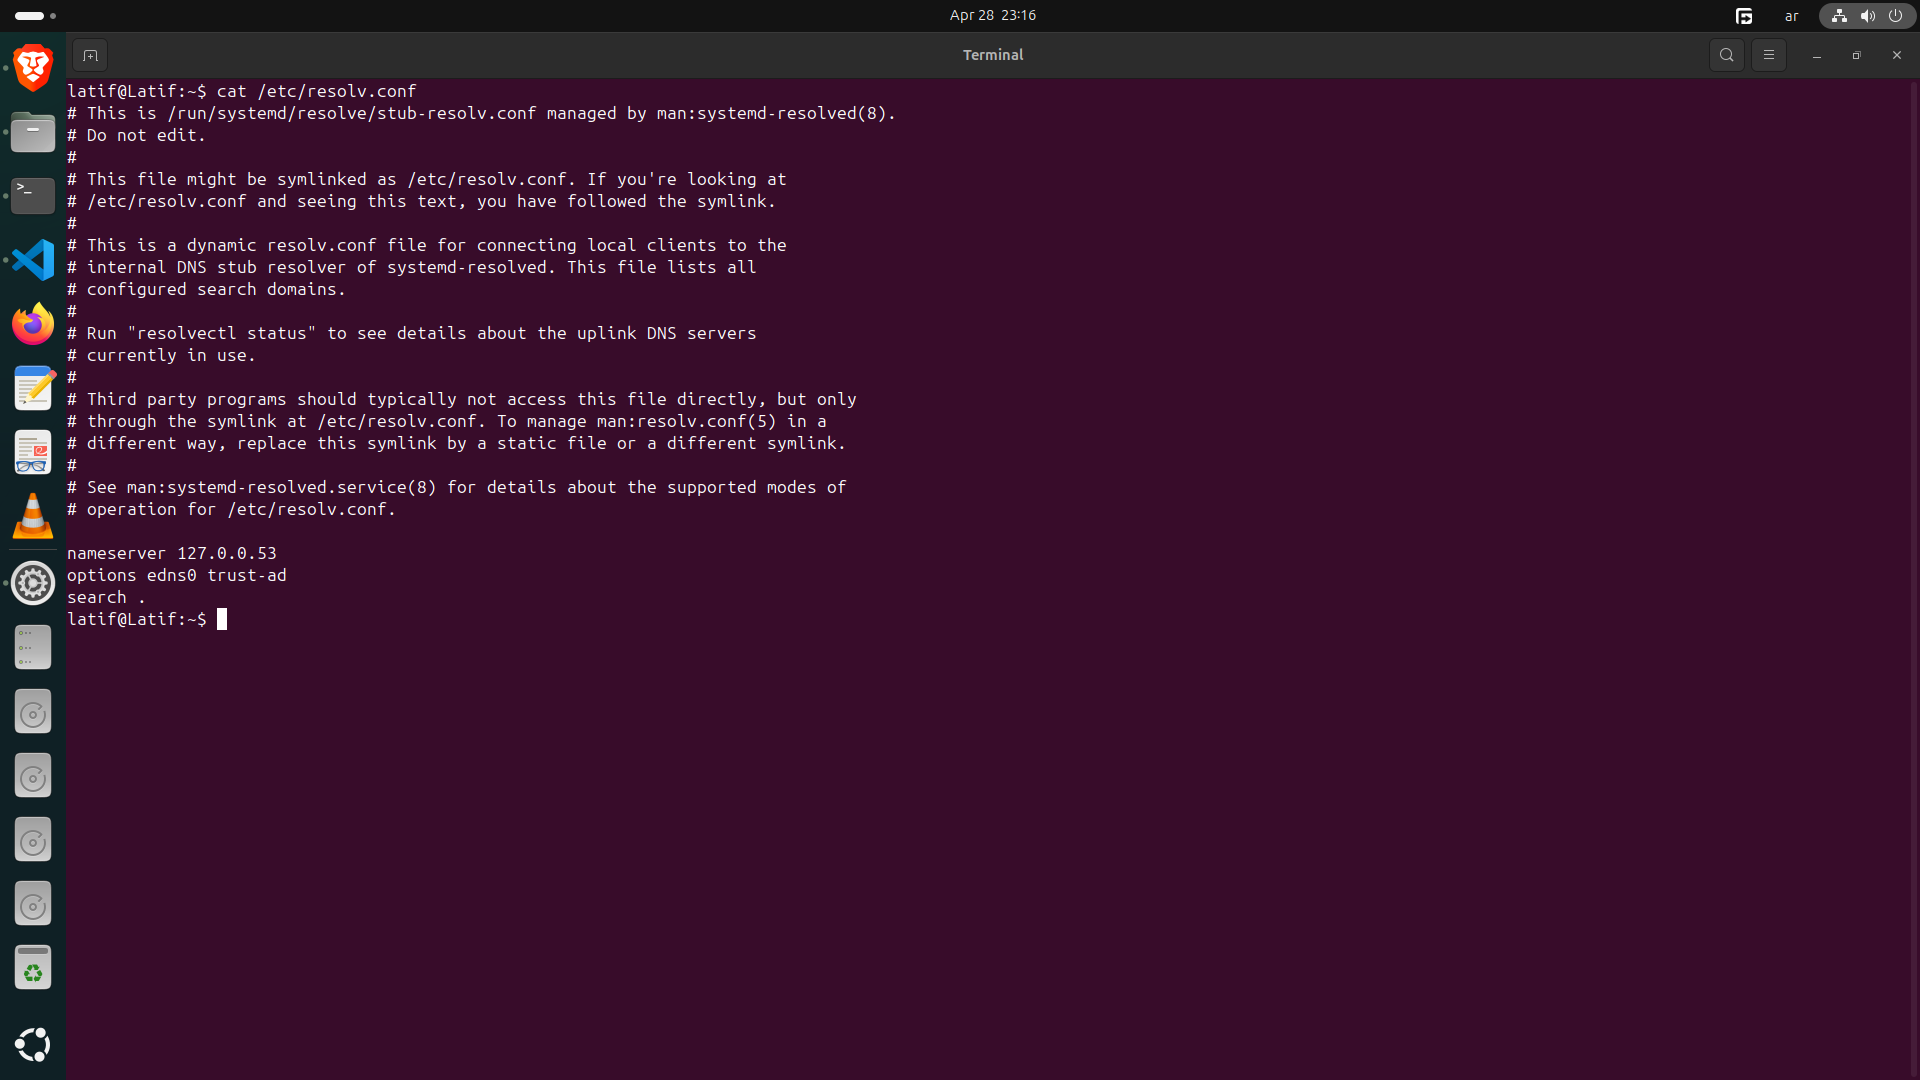 Apr 28 23:16
ar
Terminal
latif@Latif:~$ cat /etc/resolv.conf
# This is /run/systemd/resolve/stub-resolv.conf managed by man:systemd-resolved(8).
# Do not edit.
#
# This file might be symlinked as /etc/resolv.conf. If you're looking at
# /etc/resolv.conf and seeing this text, you have followed the symlink.
#
# This is a dynamic resolv.conf file for connecting local clients to the
# internal DNS stub resolver of systemd-resolved. This file lists all
# configured search domains.
#
# Run "resolvectl status" to see details about the uplink DNS servers
# currently in use.
#
# Third party programs should typically not access this file directly, but only
# through the symlink at /etc/resolv.conf. To manage man:resolv.conf(5) in a
# different way, replace this symlink by a static file or a different symlink.
#
# See man:systemd-resolved.service(8) for details about the supported modes of
# operation for /etc/resolv.conf.

nameserver 127.0.0.53
options edns0 trust-ad
search .
latif@Latif:~$